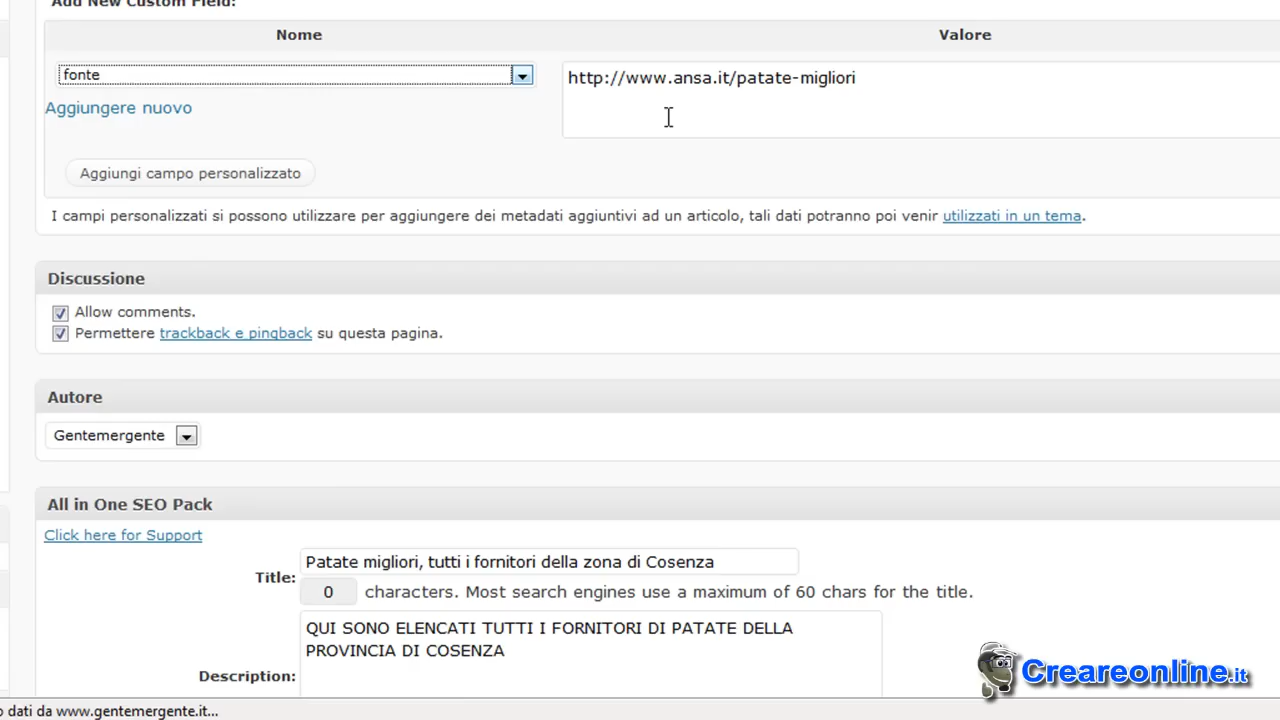 Add New Custom Field:
Nome
Valore
fonte
http://www.ansa.it/patate-migliori
Aggiungere nuovo
Aggiungi campo personalizzato
I campi personalizzati si possono utilizzare per aggiungere dei metadati aggiuntivi ad un articolo, tali dati potranno poi venir utilizzati in un tema.
Discussione
Allow comments.
Permettere trackback e pingback su questa pagina.
Autore
Gentemergente
All in One SEO Pack
Click here for Support
Title:
Patate migliori, tutti i fornitori della zona di Cosenza
0 characters. Most search engines use a maximum of 60 chars for the title.
Description:
QUI SONO ELENCATI TUTTI I FORNITORI DI PATATE DELLA
PROVINCIA DI COSENZA
Creareonline.it
o dati da www.gentemergente.it...